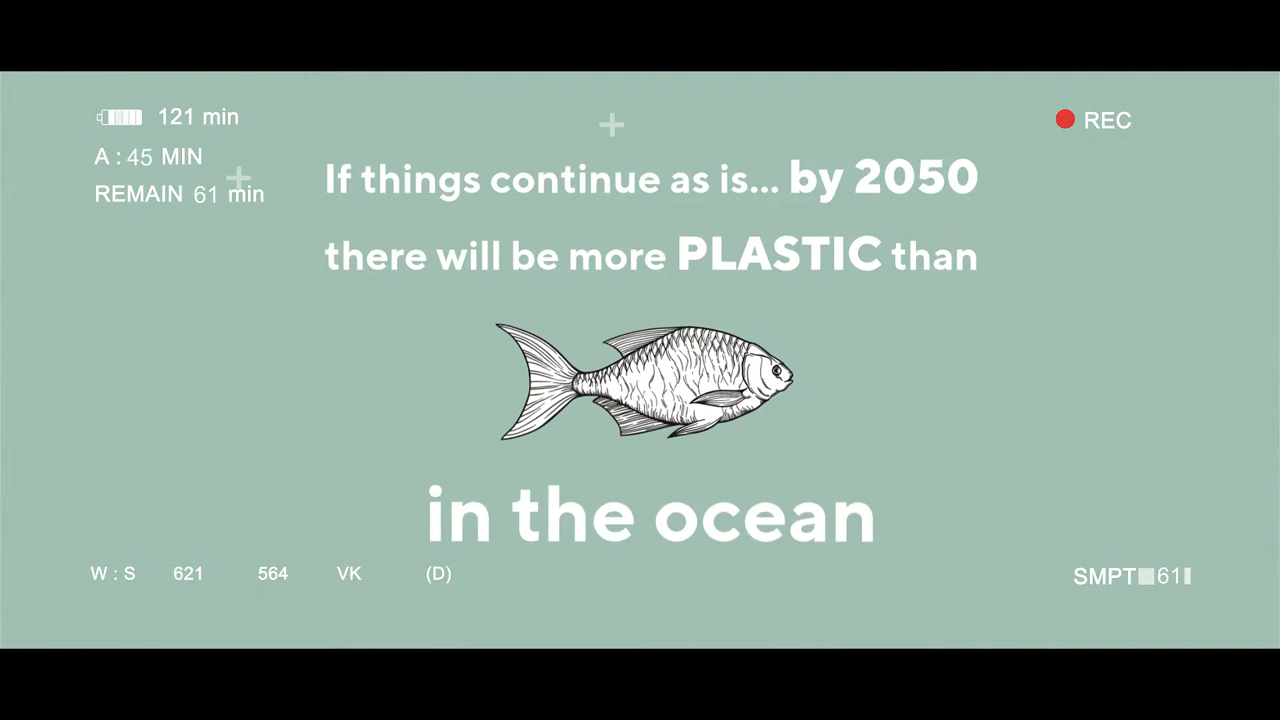 121 min
REC
A : 45 MIN
REMAIN 61 min
If things continue as is... by 2050
there will be more PLASTIC than
in the ocean
W : S 621 564 VK (D)
SMPT 61